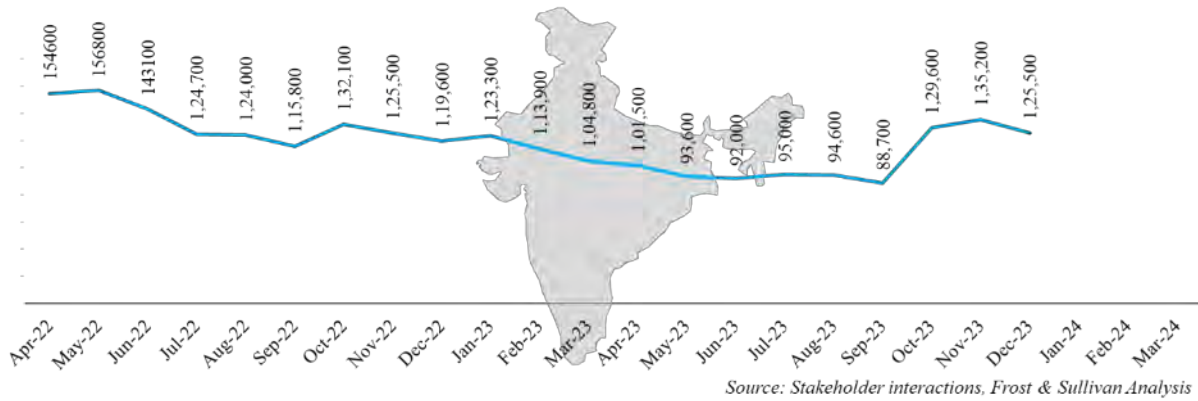 154600
156800
143100
1,24,700
1,24,000
1,15,800
1,32,100
1,25,500
1,19,600
1,23,300
1,13,900
1,04,800
1,01,500
93,600
92,000
95,000
94,600
88,700
1,29,600
1,35,200
1,25,500
Apr-22
May-22
Jun-22
Jul-22
Aug-22
Sep-22
Oct-22
Nov-22
Dec-22
Jan-23
Feb-23
Mar-23
Apr-23
May-23
Jun-23
Jul-23
Aug-23
Sep-23
Oct-23
Nov-23
Dec-23
Jan-24
Feb-24
Mar-24
Source: Stakeholder interactions, Frost & Sullivan Analysis